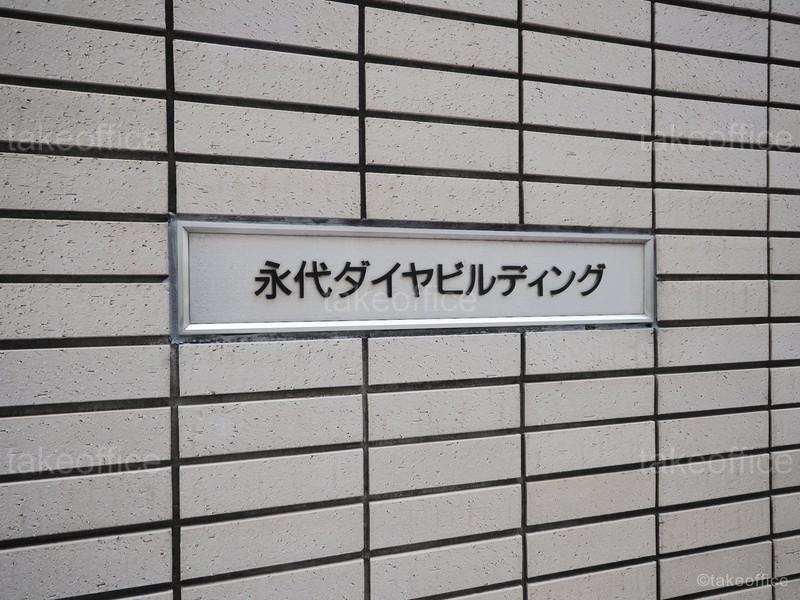 takeoffice takeoffice
永代ダイヤビルディング
takeoffice
takeoffice takeoffice
©takeoffice